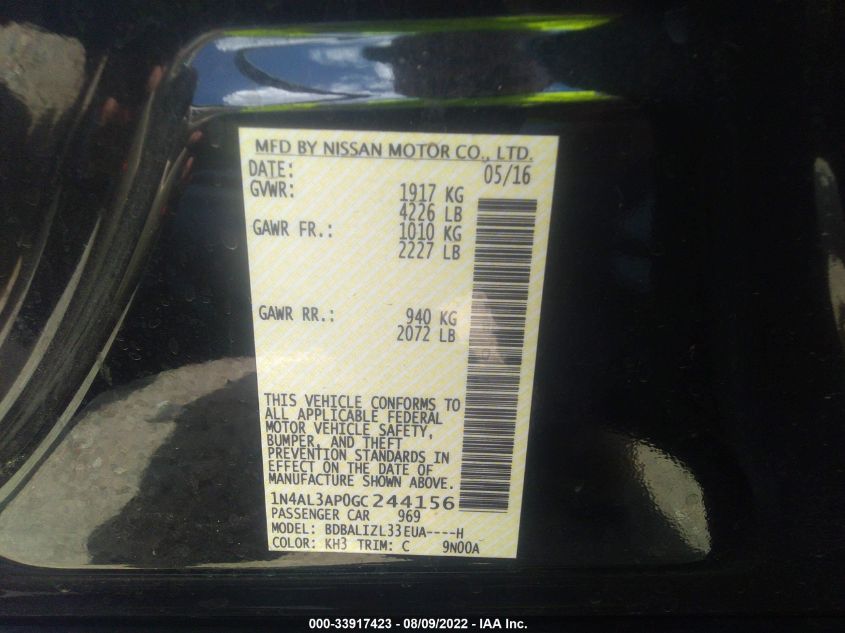 MFD BY NISSAN MOTOR CO., LTD.
DATE: 05/16
GVWR: 1917 KG
4226 LB
GAWR FR.: 1010 KG
2227 LB
GAWR RR.: 940 KG
2072 LB
THIS VEHICLE CONFORMS TO
ALL APPLICABLE FEDERAL
MOTOR VEHICLE SAFETY,
BUMPER, AND THEFT
PREVENTION STANDARDS IN
EFFECT ON THE DATE OF
MANUFACTURE SHOWN ABOVE.
1N4AL3AP0GC244156
PASSENGER CAR 969
MODEL: BDBALIZL33EUA----H
COLOR: KH3 TRIM: C 9N00A
000-33917423 - 08/09/2022 - IAA Inc.